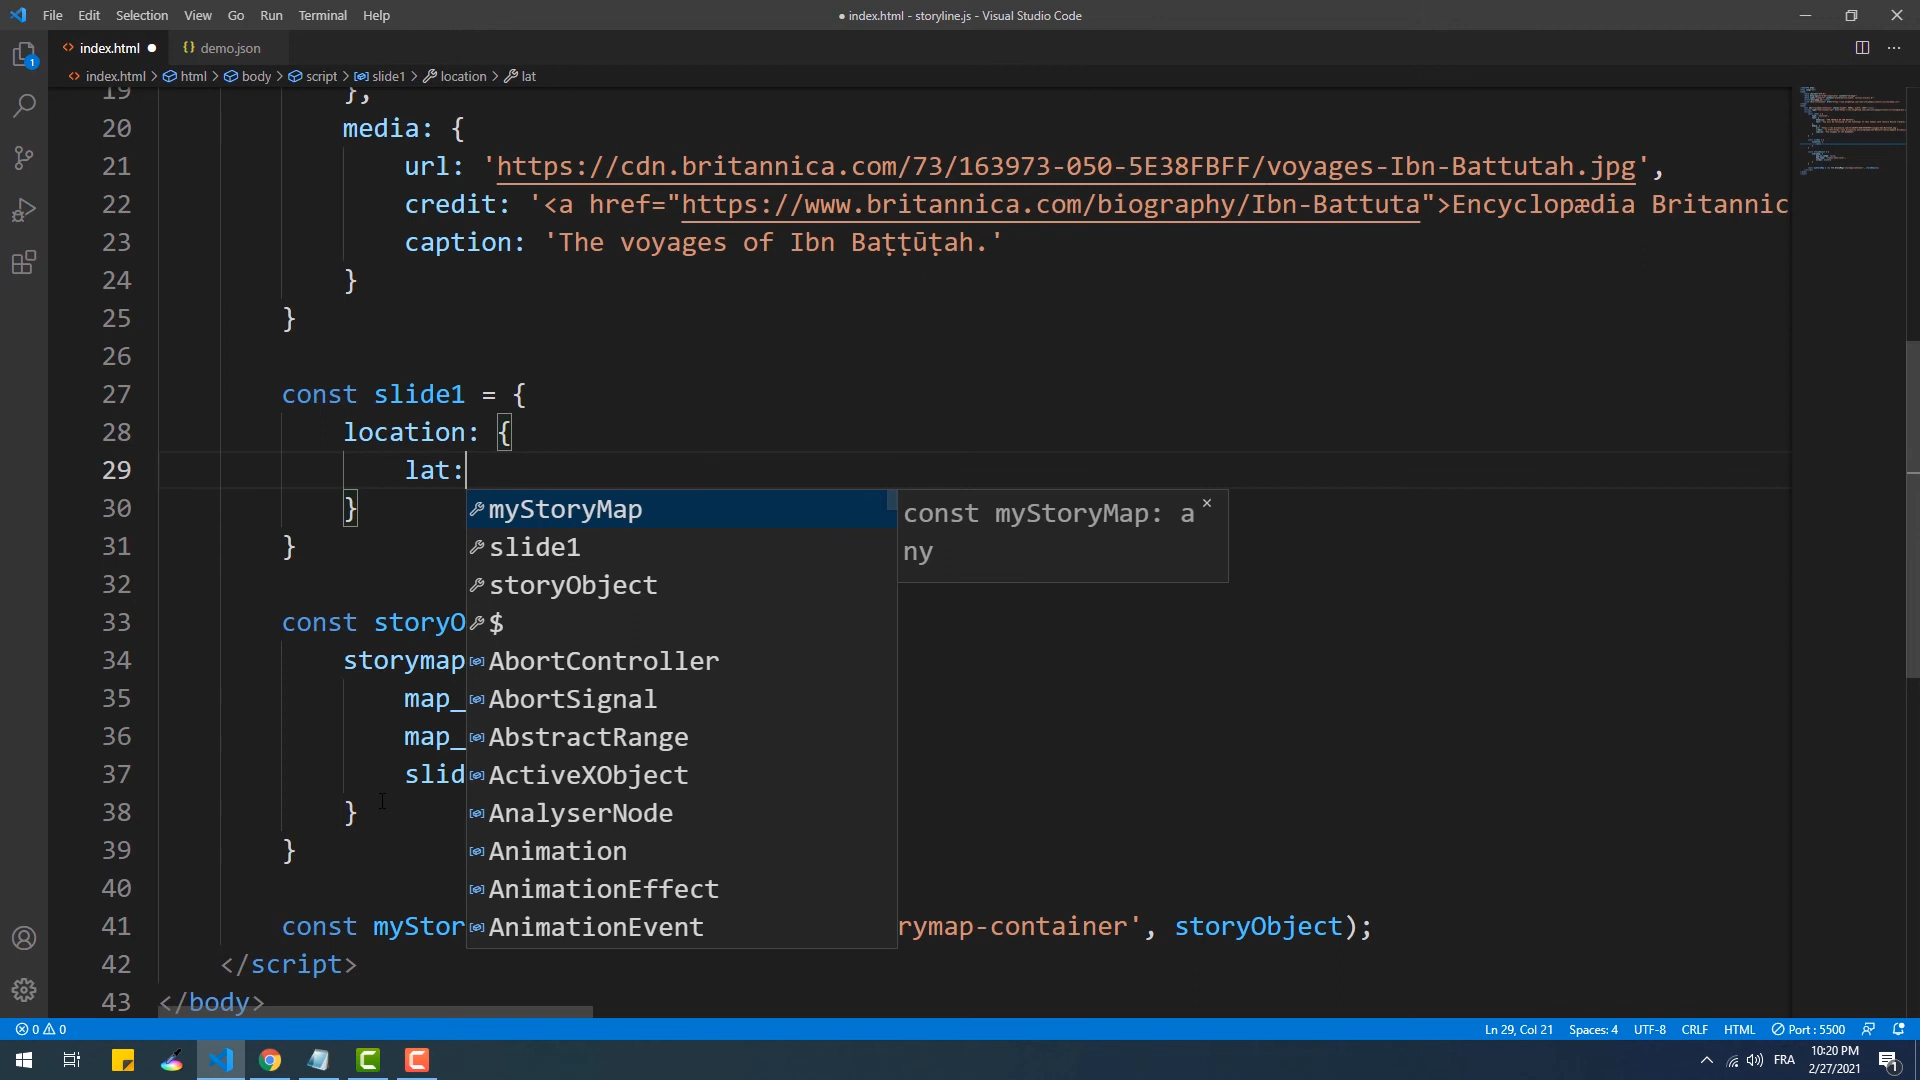 File Edit Selection View Go Run Terminal Help
● index.html - storyline.js - Visual Studio Code
index.html ● demo.json
index.html > html > body > script > slide1 > location > lat
19 },
20 media: {
21 url: 'https://cdn.britannica.com/73/163973-050-5E38FBFF/voyages-Ibn-Battutah.jpg',
22 credit: '<a href="https://www.britannica.com/biography/Ibn-Battuta">Encyclopædia Britannic
23 caption: 'The voyages of Ibn Baṭṭūṭah.'
24 }
25 }
26
27 const slide1 = {
28 location: {
29 lat:
30 }
31 }
32
33 const storyO
34 storymap
35 map_
36 map_
37 slid
38 }
39 }
40
41 const myStor rymap-container', storyObject);
42 </script>
43 </body>
myStoryMap
slide1
storyObject
$
AbortController
AbortSignal
AbstractRange
ActiveXObject
AnalyserNode
Animation
AnimationEffect
AnimationEvent
const myStoryMap: a
ny
1
0 0
Ln 29, Col 21 Spaces: 4 UTF-8 CRLF HTML Port : 5500
FRA
10:20 PM
2/27/2021
1